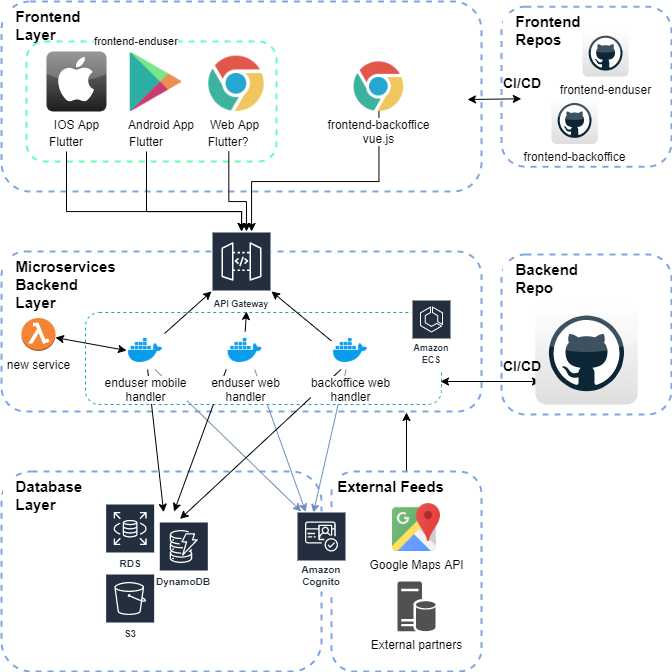 Frontend
Layer
frontend-enduser
IOS App
Flutter
Android App
Flutter
Web App
Flutter?
frontend-backoffice
vue.js
CI/CD
Frontend
Repos
frontend-enduser
frontend-backoffice
Microservices
Backend
Layer
API Gateway
new service
enduser mobile
handler
enduser web
handler
backoffice web
handler
Amazon
ECS
CI/CD
Backend
Repo
Database
Layer
RDS
DynamoDB
S3
Amazon
Cognito
External Feeds
G
Google Maps API
External partners